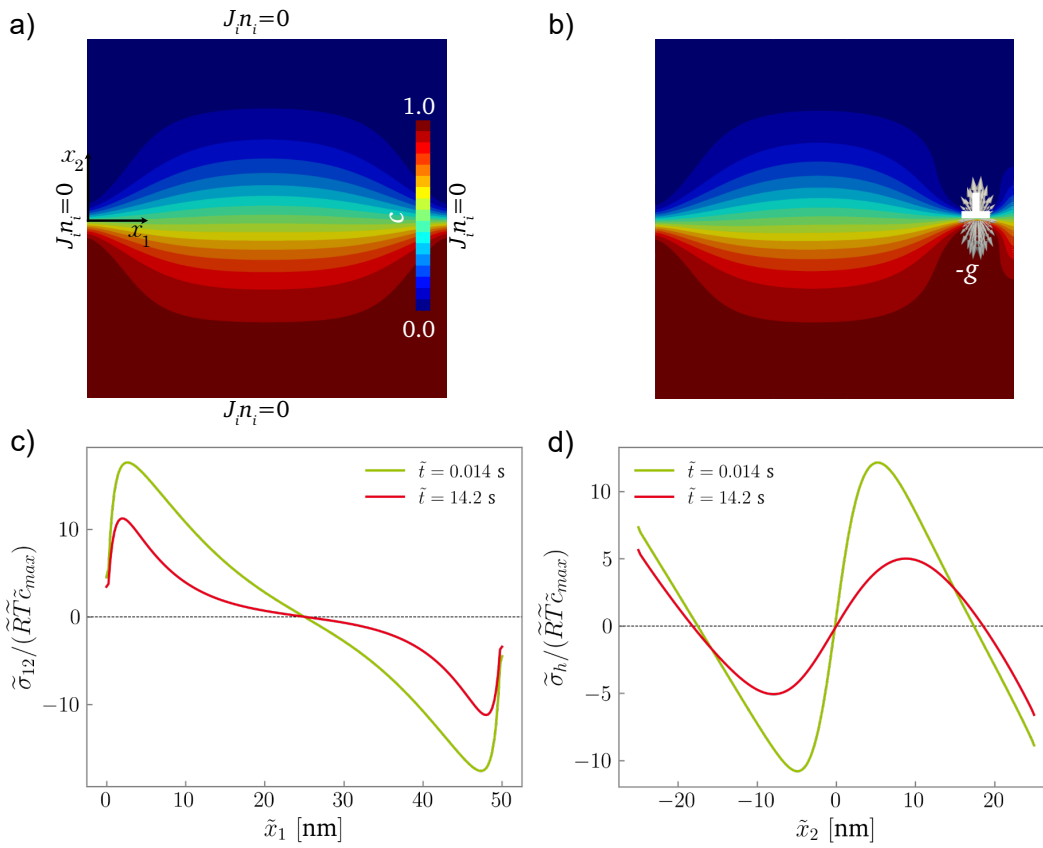 a)
J_i n_i=0
b)
1.0
x_2
J_i n_i=0
c
J_i n_i=0
x_1
-g
0.0
J_i n_i=0
c)
d)
t̃ = 0.014 s
t̃ = 14.2 s
10
0
−10
σ̃_12/(R̃T̃c̃_max)
0
10
20
30
40
50
x̃_1 [nm]
t̃ = 0.014 s
t̃ = 14.2 s
10
5
0
−5
−10
σ̃_h/(R̃T̃c̃_max)
−20
−10
0
10
20
x̃_2 [nm]